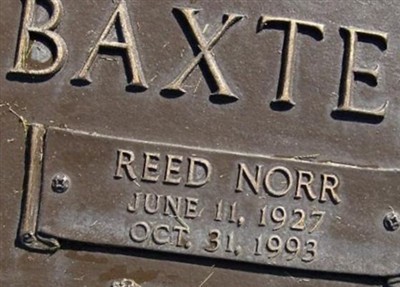 BAXTE
REED NORR
JUNE 11, 1927
OCT. 31, 1993